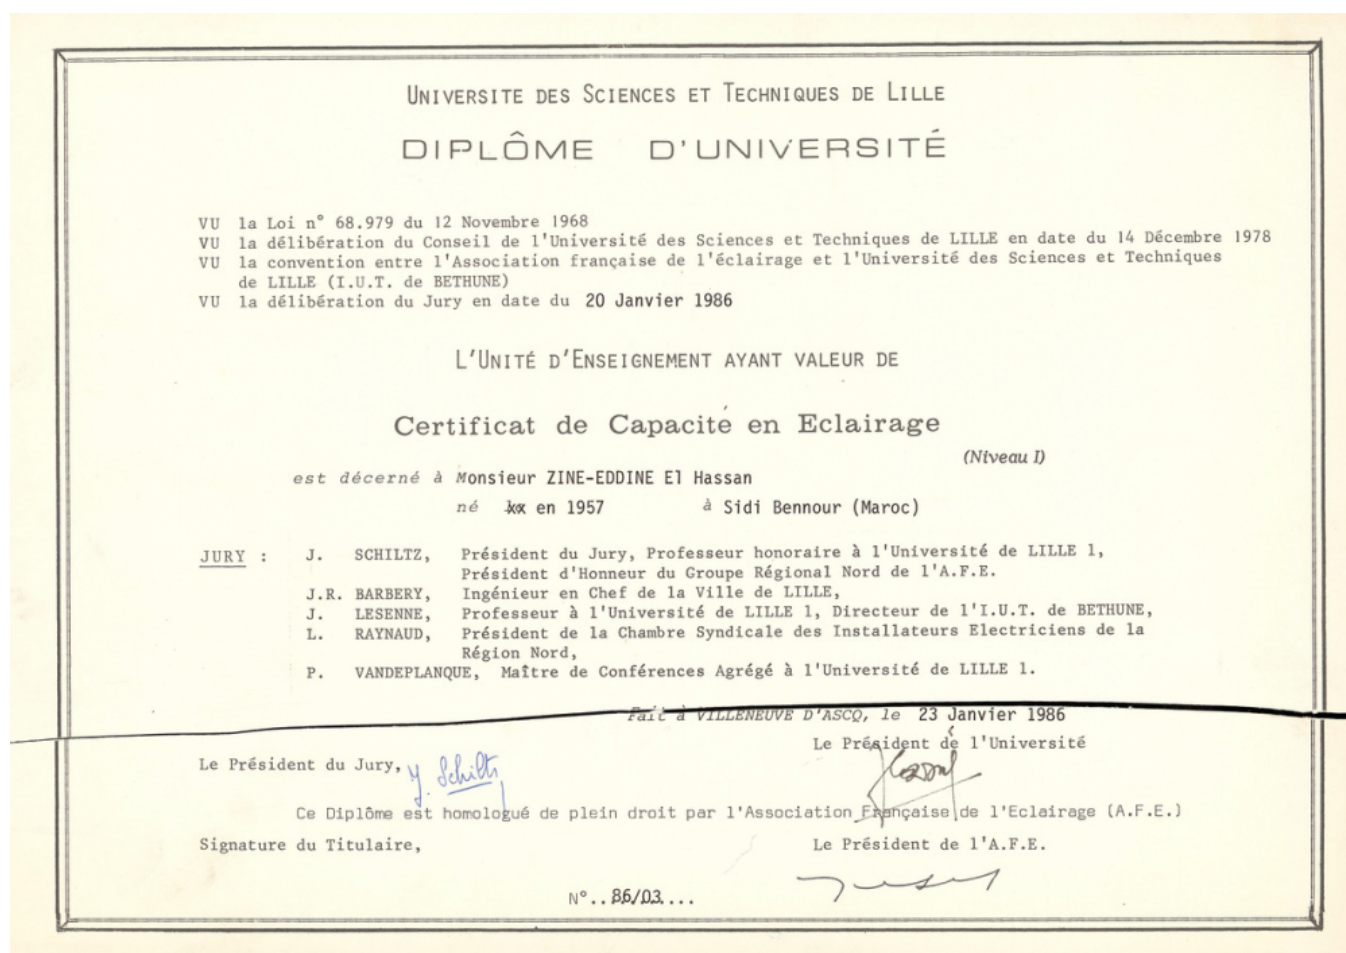 UNIVERSITE DES SCIENCES ET TECHNIQUES DE LILLE
DIPLÔME D'UNIVERSITÉ
VU la Loi n° 68.979 du 12 Novembre 1968
VU la délibération du Conseil de l'Université des Sciences et Techniques de LILLE en date du 14 Décembre 1978
VU la convention entre l'Association française de l'éclairage et l'Université des Sciences et Techniques
de LILLE (I.U.T. de BETHUNE)
VU la délibération du Jury en date du 20 Janvier 1986
L'UNITÉ D'ENSEIGNEMENT AYANT VALEUR DE
Certificat de Capacité en Eclairage
(Niveau I)
est décerné à Monsieur ZINE-EDDINE El Hassan
né en 1957 à Sidi Bennour (Maroc)
JURY : J. SCHILTZ, Président du Jury, Professeur honoraire à l'Université de LILLE 1,
Président d'Honneur du Groupe Régional Nord de l'A.F.E.
J.R. BARBERY, Ingénieur en Chef de la Ville de LILLE,
J. LESENNE, Professeur à l'Université de LILLE 1, Directeur de l'I.U.T. de BETHUNE,
L. RAYNAUD, Président de la Chambre Syndicale des Installateurs Electriciens de la
Région Nord,
P. VANDEPLANQUE, Maître de Conférences Agrégé à l'Université de LILLE 1.
Fait à VILLENEUVE D'ASCQ, le 23 Janvier 1986
Le Président de l'Université
Le Président du Jury, J. Schiltz
Ce Diplôme est homologué de plein droit par l'Association Française de l'Eclairage (A.F.E.)
Signature du Titulaire, Le Président de l'A.F.E.
N°..86/03....